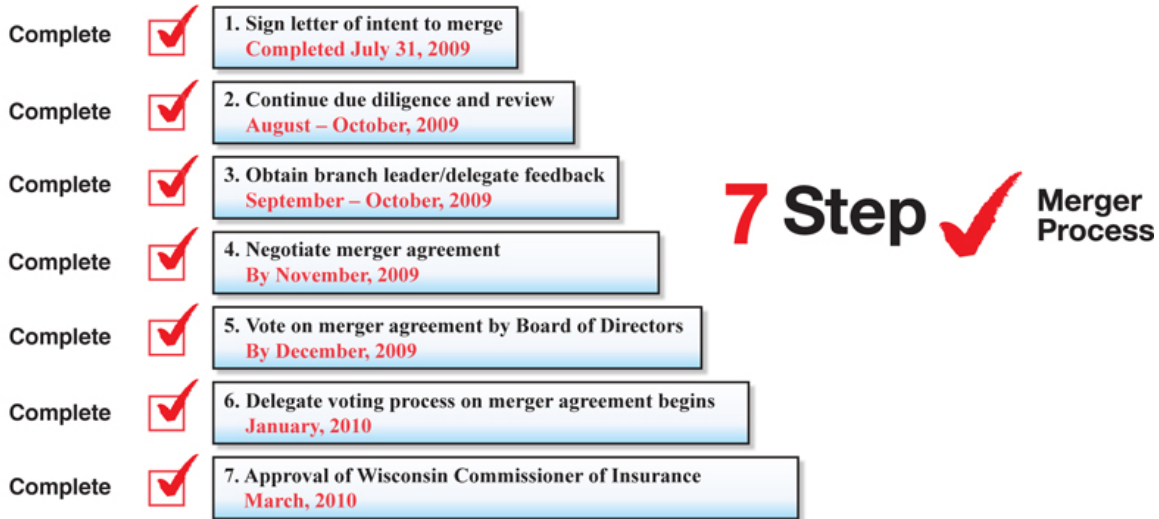 Complete
1. Sign letter of intent to merge
Completed July 31, 2009
Complete
2. Continue due diligence and review
August – October, 2009
Complete
3. Obtain branch leader/delegate feedback
September – October, 2009
Complete
4. Negotiate merger agreement
By November, 2009
Complete
5. Vote on merger agreement by Board of Directors
By December, 2009
Complete
6. Delegate voting process on merger agreement begins
January, 2010
Complete
7. Approval of Wisconsin Commissioner of Insurance
March, 2010
7 Step
Merger
Process